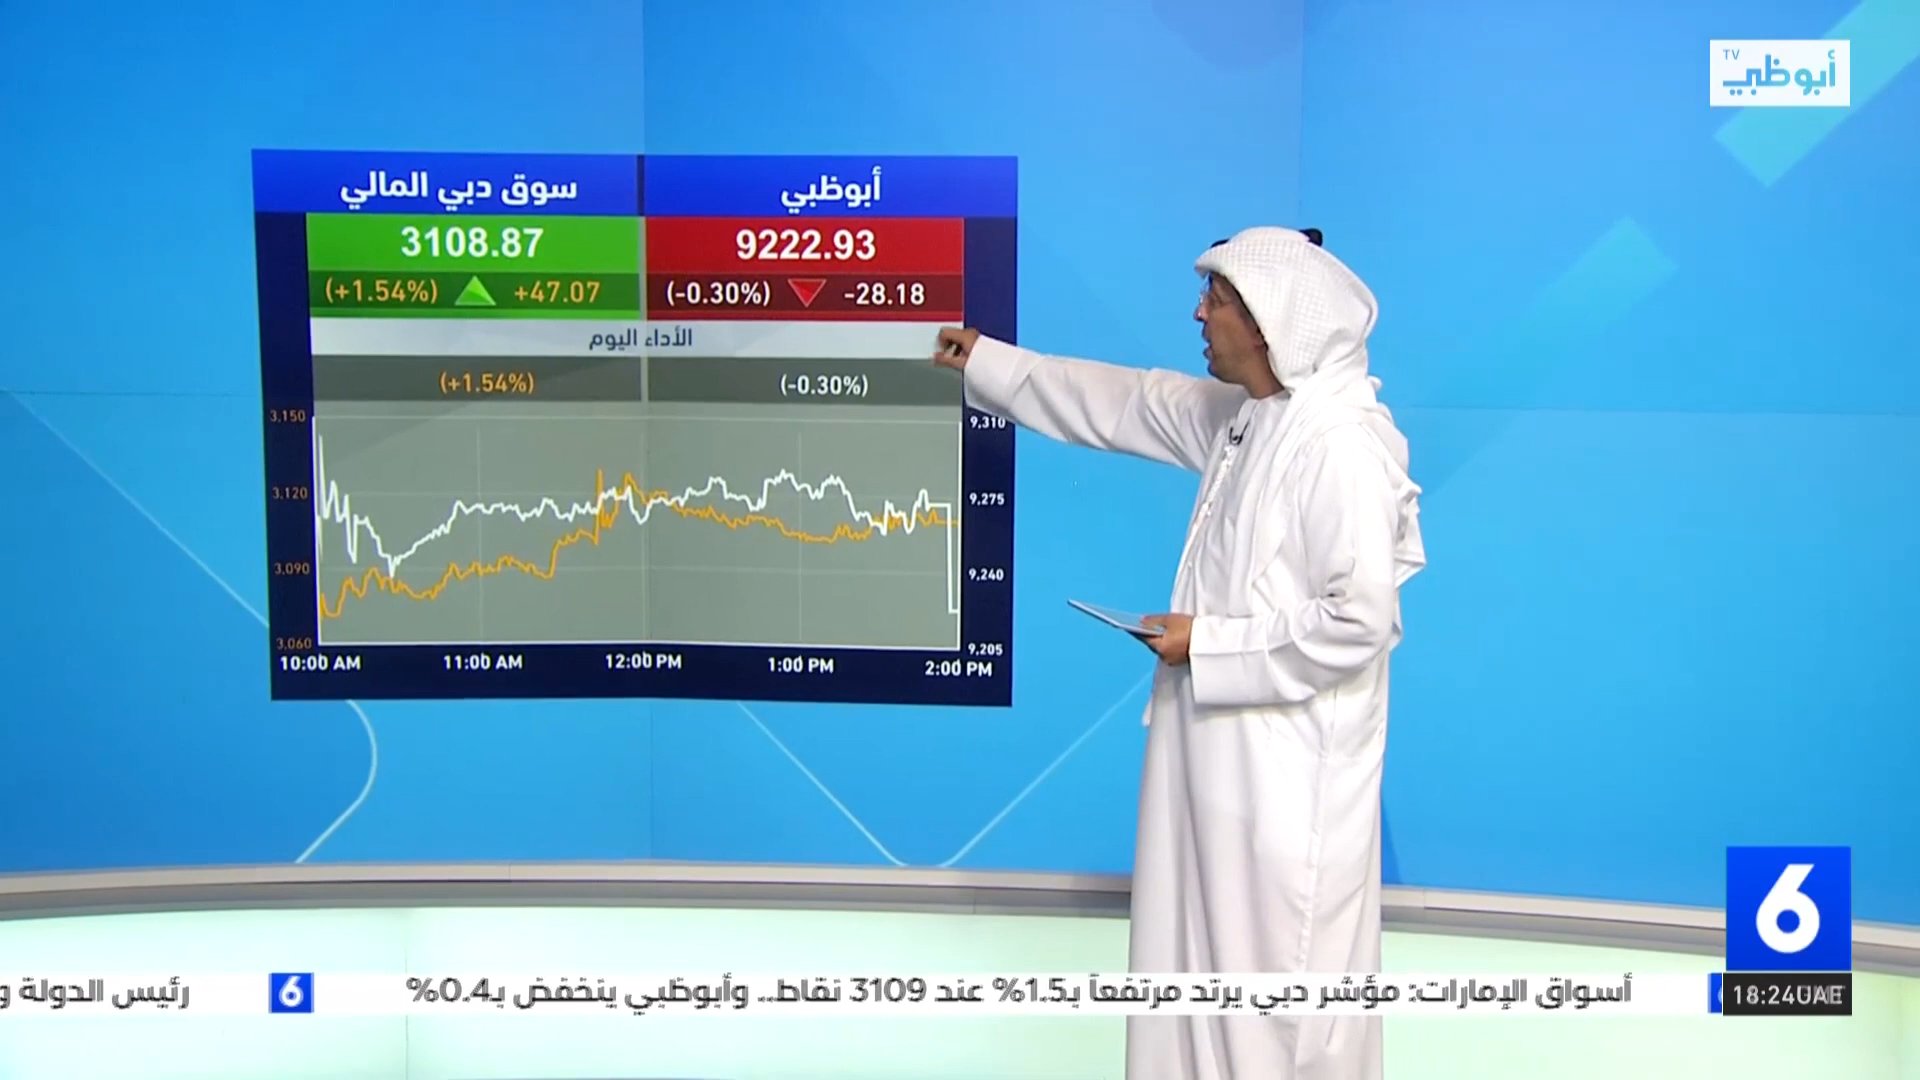 TV
أبوظبي
أبوظبي
سوق دبي المالي
9222.93
3108.87
(-0.30%) -28.18
(+1.54%) +47.07
الأداء اليوم
(-0.30%)
(+1.54%)
3,150
3,120
3,090
3,060
9,310
9,275
9,240
9,205
10:00 AM
11:00 AM
12:00 PM
1:00 PM
2:00 PM
6
أسواق الإمارات: مؤشر دبي يرتد مرتفعاً بـ1.5% عند 3109 نقاط.. وأبوظبي ينخفض بـ0.4%
6
رئيس الدولة و
18:24